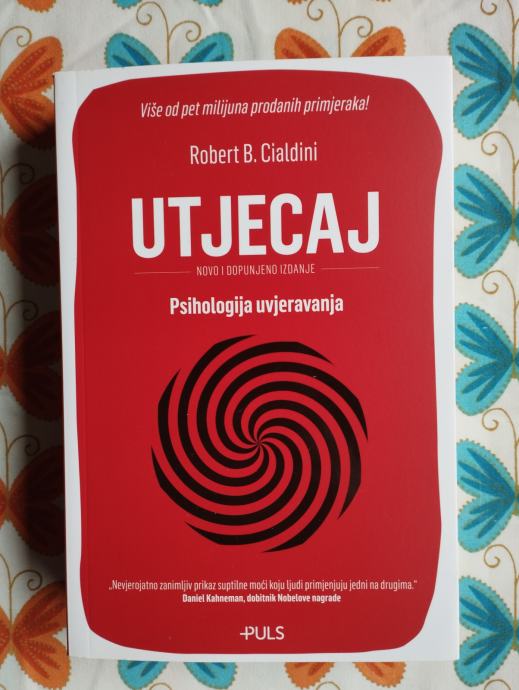 Više od pet milijuna prodanih primjeraka!
Robert B. Cialdini
UTJECAJ
NOVO I DOPUNJENO IZDANJE
Psihologija uvjeravanja
„Nevjerojatno zanimljiv prikaz suptilne moći koju ljudi primjenjuju jedni na drugima."
Daniel Kahneman, dobitnik Nobelove nagrade
+PULS